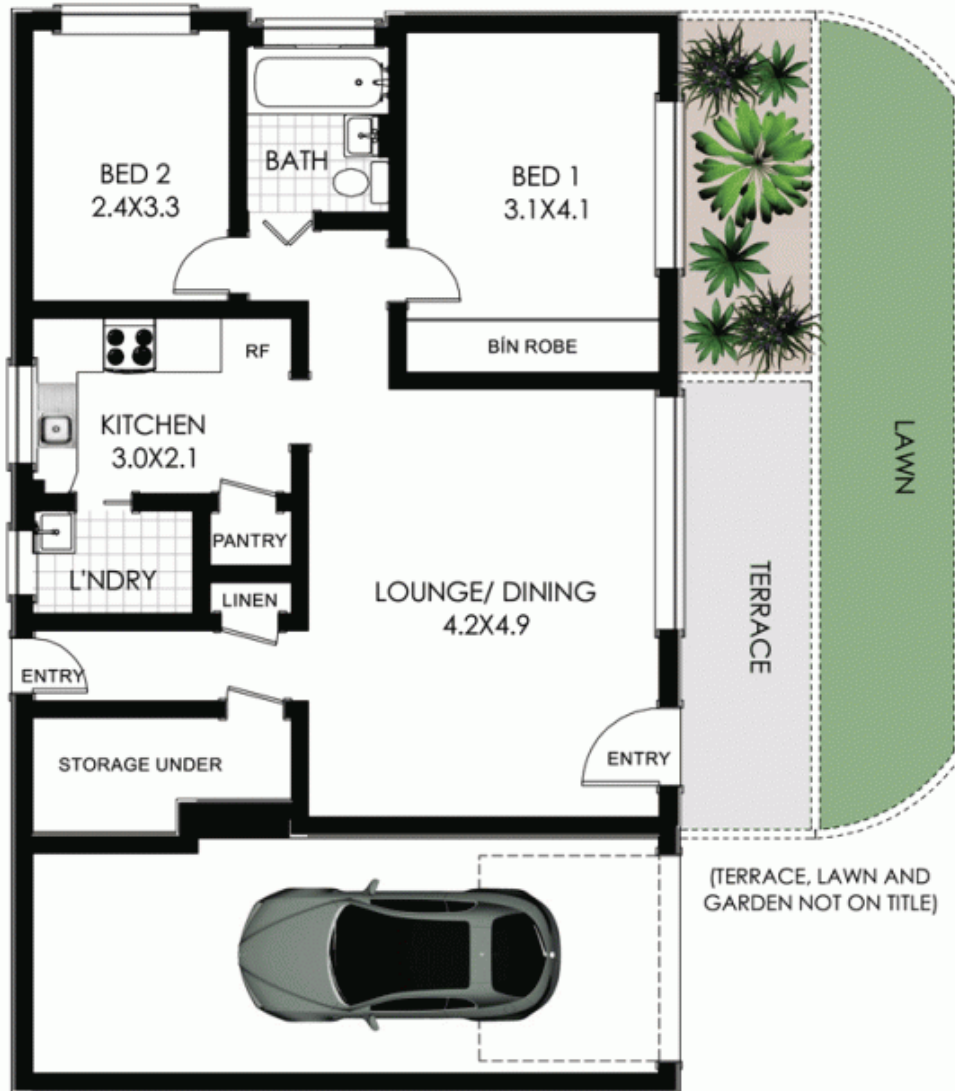 BED 2
2.4X3.3
BATH
BED 1
3.1X4.1
BİN ROBE
RF
KITCHEN
3.0X2.1
PANTRY
L'NDRY
LINEN
LOUNGE/ DINING
4.2X4.9
LAWN
TERRACE
ENTRY
STORAGE UNDER
ENTRY
(TERRACE, LAWN AND
GARDEN NOT ON TITLE)